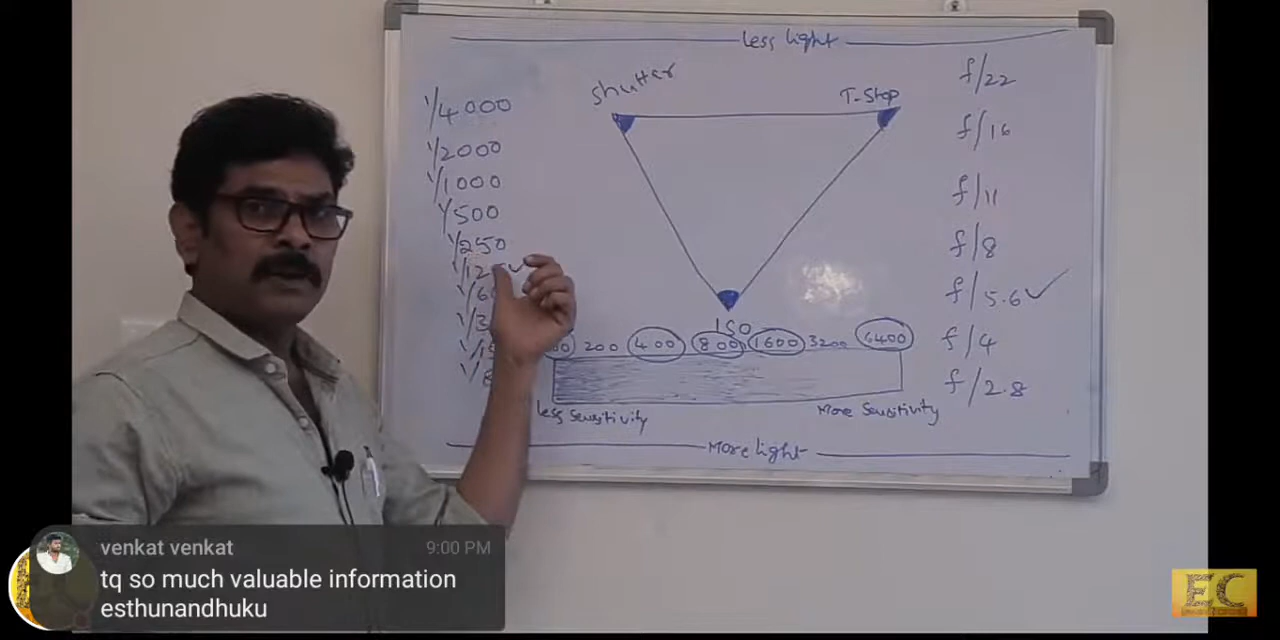 Less light
Shutter
T-Stop
1/4000
1/2000
1/1000
1/500
1/250
f/22
f/16
f/11
f/8
f/5.6 ✓
f/4
f/2.8
ISO
200 400 800 1600 3200 6400
Less Sensitivity
More Sensitivity
More light
venkat venkat
9:00 PM
tq so much valuable information
esthunandhuku
EC